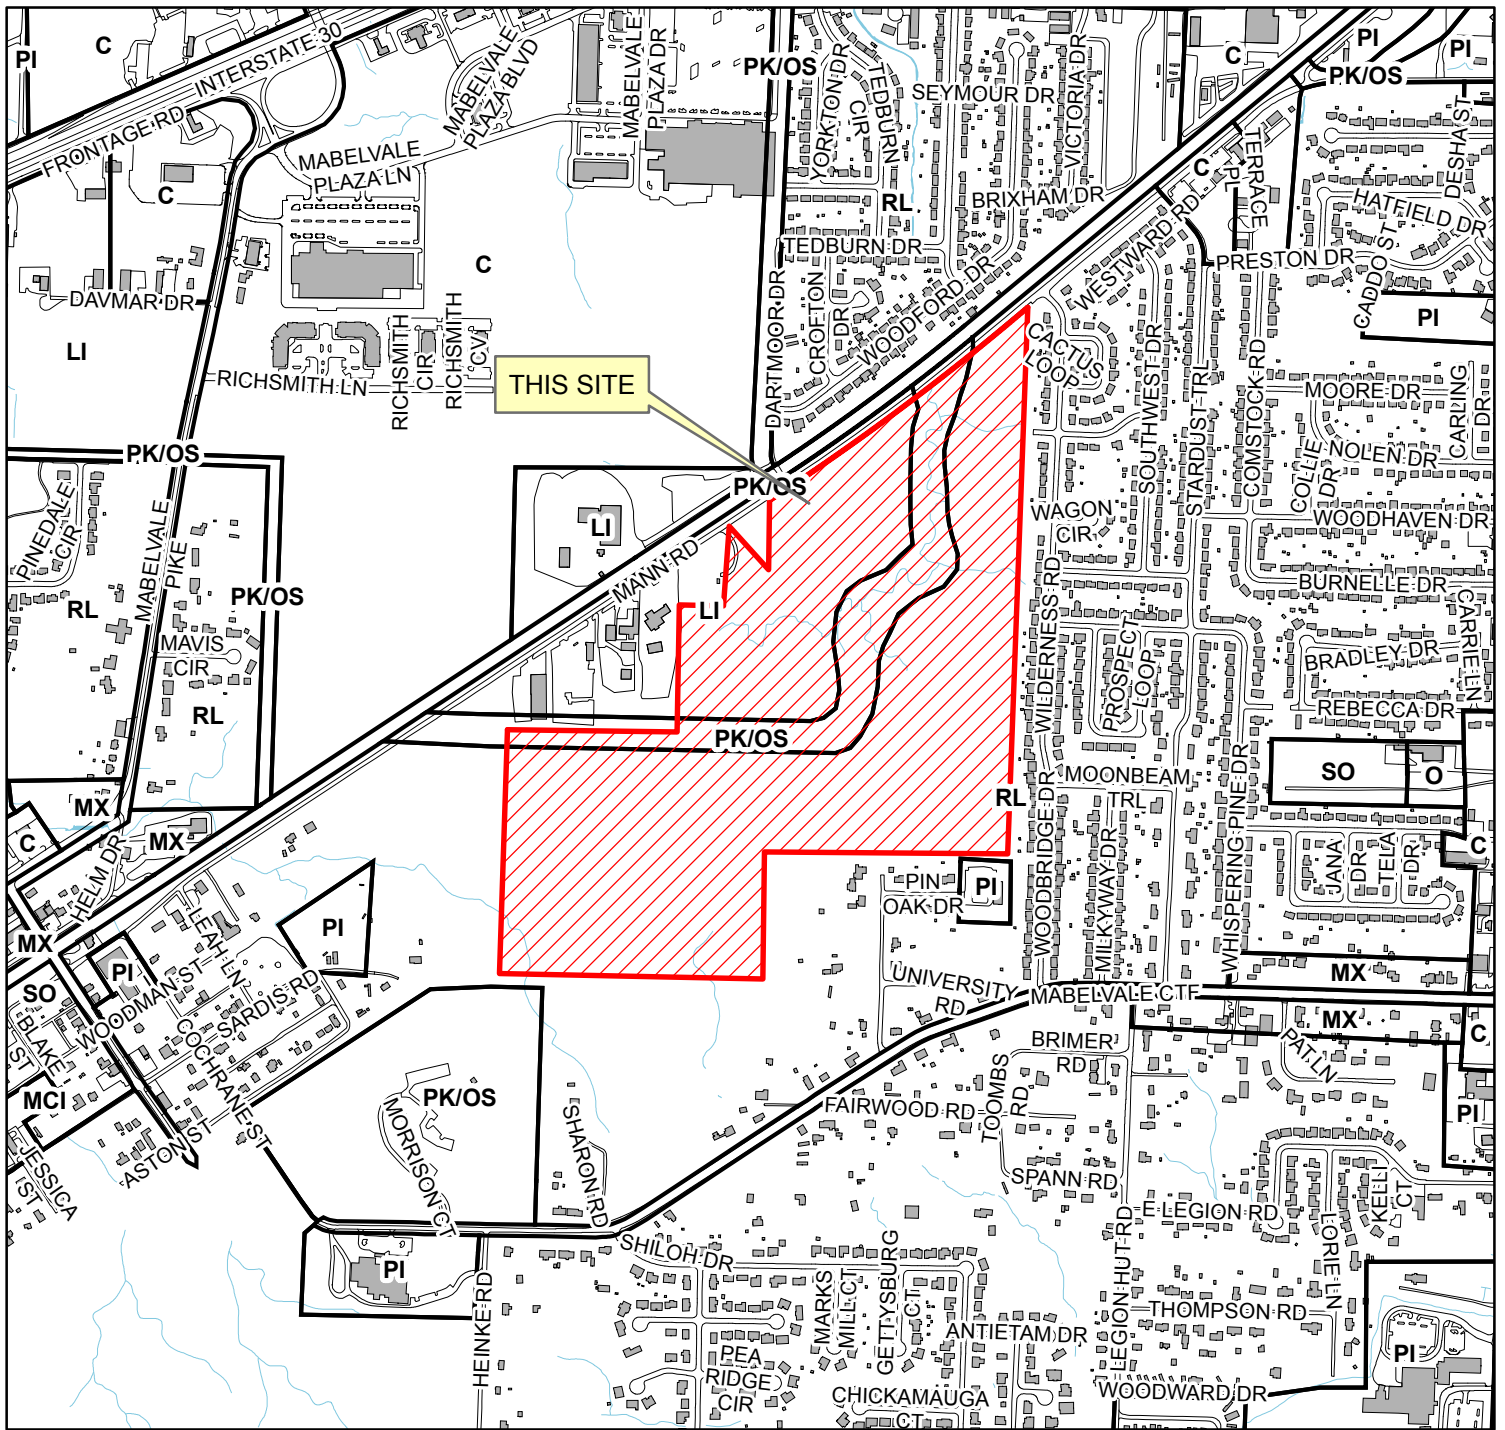 PI
C
INTERSTATE 30
FRONTAGE RD
MABELVALE
PLAZA BLVD
MABELVALE
PLAZA DR
PK/OS
YORKTON DR
TEDBURN
CIR
SEYMOUR DR
VICTORIA DR
C
PI
PI
PK/OS
MABELVALE
PLAZA LN
C
RL
BRIXHAM DR
C
TERRACE
PL
DESHA ST
HATFIELD DR
TEDBURN DR
WESTWARD RD
PRESTON DR
CADDO ST
C
DAVMAR DR
DARTMOOR DR
CROFTON
DR
WOODFORD DR
PI
LI
RICHSMITH LN
RICHSMITH
CIR
RICHSMITH
CV
THIS SITE
CACTUS
LOOP
SOUTHWEST DR
STARDUST TRL
COMSTOCK RD
MOORE DR
CARLING
DR
NOLEN DR
COLLIE
DR
PK/OS
PK/OS
PINEDALE
CIR
MABELVALE
PIKE
LI
WAGON
CIR
WOODHAVEN DR
MANN RD
BURNELLE DR
RL
PK/OS
LI
WILDERNESS RD
PROSPECT
LOOP
BRADLEY DR
CARRIE LN
MAVIS
CIR
RL
REBECCA DR
PK/OS
MOONBEAM
TRL
SO
O
MX
RL
WOODBRIDGE DR
MILKYWAY DR
WHISPERING PINE DR
C
MX
HELM DR
JANA
DR
TELA
DR
C
PIN
OAK DR
PI
LEAH LN
PI
MX
PI
SO
WOODMAN ST
SARDIS RD
UNIVERSITY
RD
MABELVALE CTF
MX
MX
C
BLAKE
ST
COCHRANE ST
BRIMER
RD
PAT LN
MCI
PK/OS
MORRISON CT
SHARON RD
FAIRWOOD RD
TOOMBS
RD
PI
ASTON ST
JESSICA
ST
SPANN RD
E LEGION RD
KELLI
CT
LORIE LN
SHILOH DR
PI
HEINKE RD
MARKS
MILL CT
GETTYSBURG
CT
LEGION HUT RD
THOMPSON RD
ANTIETAM DR
PEA
RIDGE
CIR
PI
CHICKAMAUGA
CT
WOODWARD DR